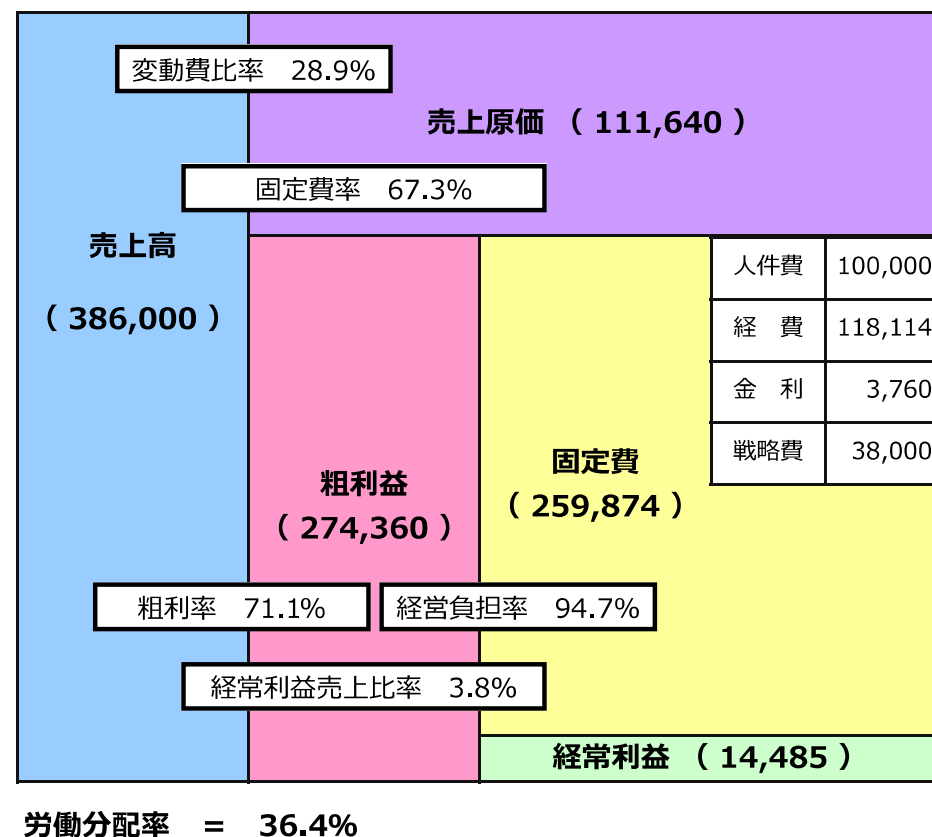 変動費比率　28.9%
売上原価 （ 111,640 ）
固定費率　67.3%
売上高
（ 386,000 ）
人件費 100,000
経　費 118,114
金　利 3,760
戦略費 38,000
粗利益
（ 274,360 ）
固定費
（ 259,874 ）
粗利率　71.1%
経営負担率　94.7%
経常利益売上比率　3.8%
経常利益 （ 14,485 ）
労働分配率　=　36.4%